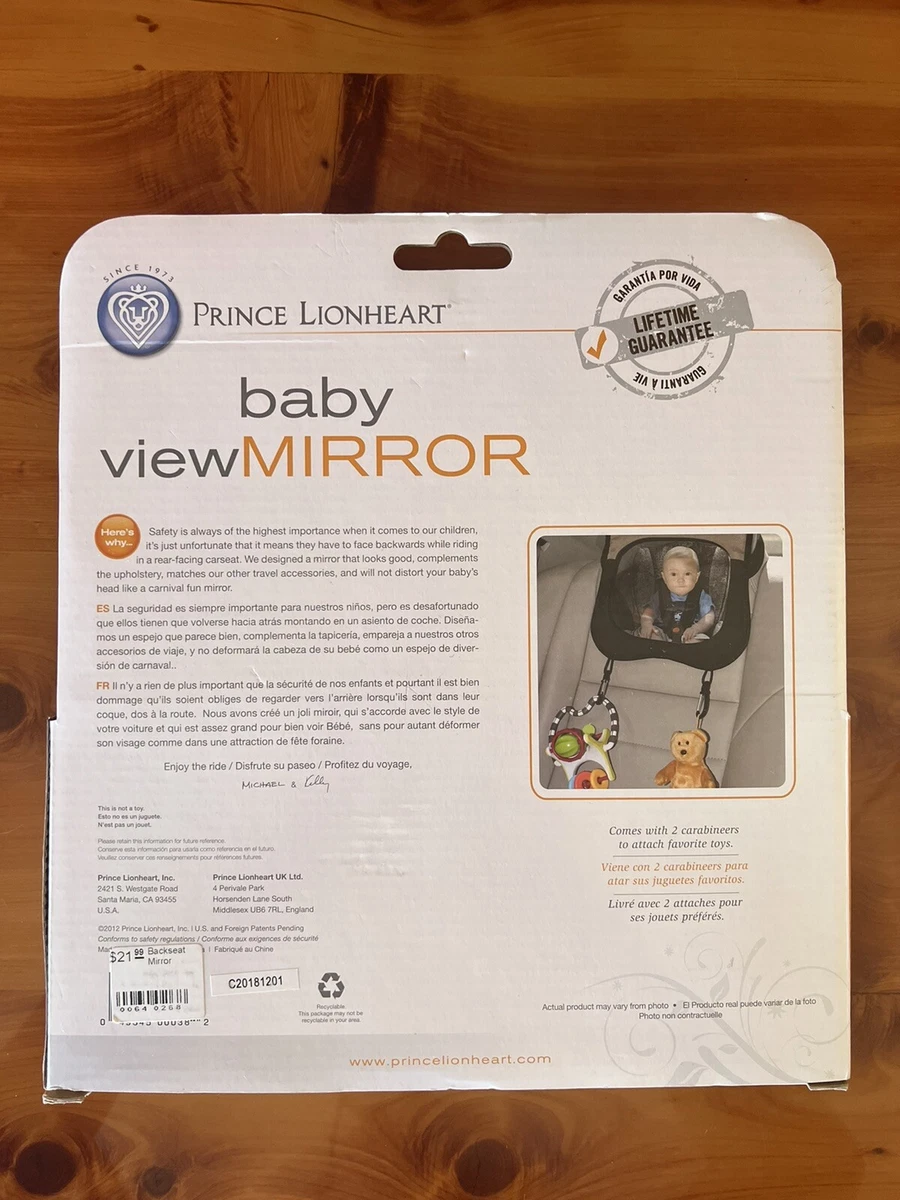 SINCE 1973
PRINCE LIONHEART®
GARANTÍA POR VIDA
LIFETIME
GUARANTEE
GUARANTI À VIE
baby
viewMIRROR
Here's
why...
Safety is always of the highest importance when it comes to our children,
it's just unfortunate that it means they have to face backwards while riding
in a rear-facing carseat. We designed a mirror that looks good, complements
the upholstery, matches our other travel accessories, and will not distort your baby's
head like a carnival fun mirror.
ES La seguridad es siempre importante para nuestros niños, pero es desafortunado
que ellos tienen que volverse hacia atrás montando en un asiento de coche. Diseña-
mos un espejo que parece bien, complementa la tapicería, empareja a nuestros otros
accesorios de viaje, y no deformará la cabeza de su bebé como un espejo de diver-
sión de carnaval..
FR Il n'y a rien de plus important que la sécurité de nos enfants et pourtant il est bien
dommage qu'ils soient obliges de regarder vers l'arrière lorsqu'ils sont dans leur
coque, dos à la route. Nous avons créé un joli miroir, qui s'accorde avec le style de
votre voiture et qui est assez grand pour bien voir Bébé, sans pour autant déformer
son visage comme dans une attraction de fête foraine.
Enjoy the ride / Disfrute su paseo / Profitez du voyage,
MICHAEL & Kelly
This is not a toy.
Esto no es un juguete.
N'est pas un jouet.
Please retain this information for future reference.
Conserve esta información para usarla como referencia en el futuro.
Veuillez conserver ces renseignements pour références futures.
Prince Lionheart, Inc.
2421 S. Westgate Road
Santa Maria, CA 93455
U.S.A.
Prince Lionheart UK Ltd.
4 Perivale Park
Horsenden Lane South
Middlesex UB6 7RL, England
©2012 Prince Lionheart, Inc. I U.S. and Foreign Patents Pending
Conforms to safety regulations / Conforme aux exigences de sécurité
I Fabriqué au Chine
$21.99 Backseat
Mirror
0064 0268
C20181201
Recyclable.
This package may not be
recyclable in your area.
Comes with 2 carabineers
to attach favorite toys.
Viene con 2 carabineers para
atar sus juguetes favoritos.
Livré avec 2 attaches pour
ses jouets préférés.
Actual product may vary from photo • El Producto real puede variar de la foto
Photo non contractuelle
www.princelionheart.com